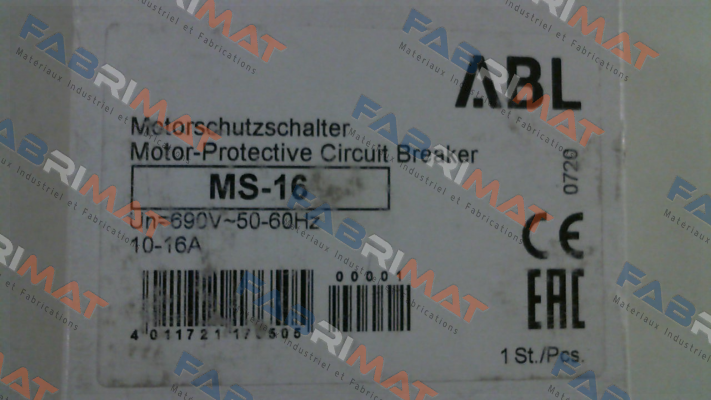 ABL
Motorschutzschalter
Motor-Protective Circuit Breaker
MS-16
Un=690V~50-60Hz
10-16A
0720
CE
EAC
00001
1 St./Pcs.
FABRIMAT
Materiaux Industriel et Fabrications